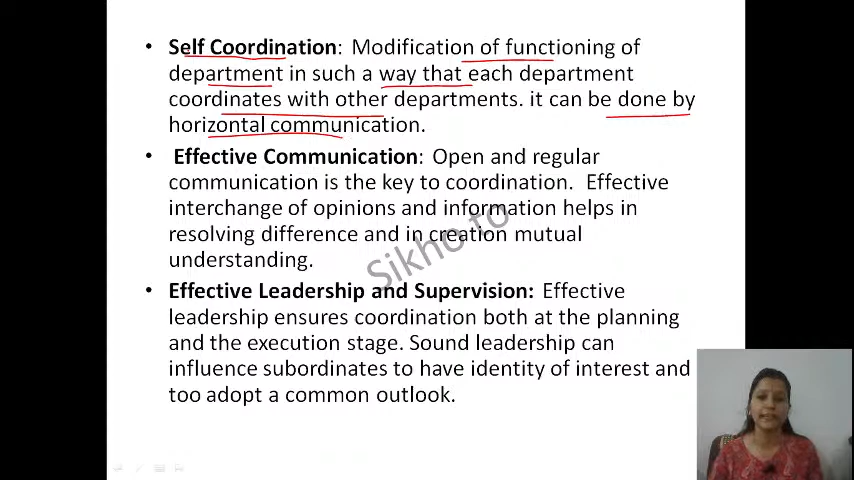 • Self Coordination: Modification of functioning of
department in such a way that each department
coordinates with other departments. it can be done by
horizontal communication.
• Effective Communication: Open and regular
communication is the key to coordination. Effective
interchange of opinions and information helps in
resolving difference and in creation mutual
understanding.
• Effective Leadership and Supervision: Effective
leadership ensures coordination both at the planning
and the execution stage. Sound leadership can
influence subordinates to have identity of interest and
too adopt a common outlook.
Sikho to